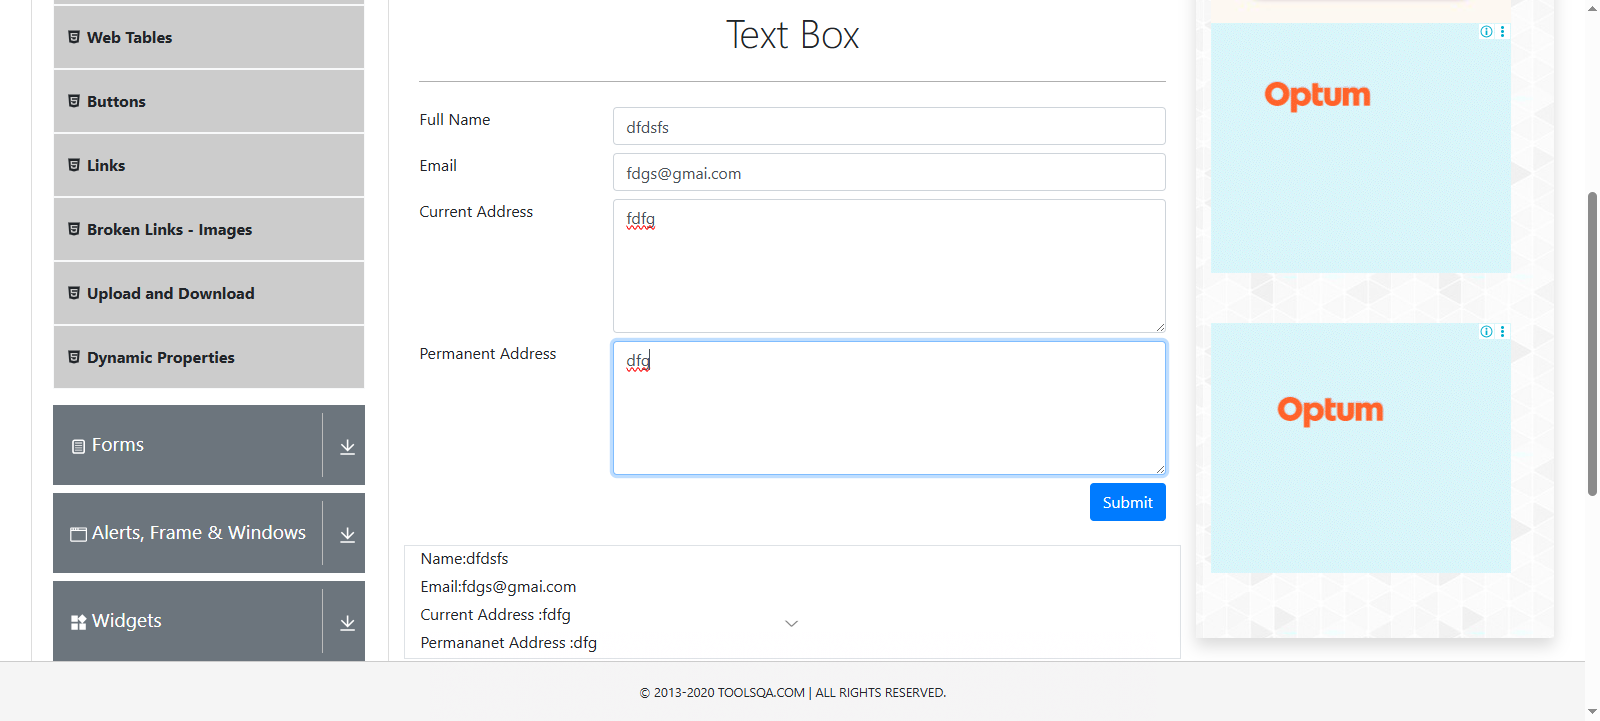 Web Tables
Buttons
Links
Broken Links - Images
Upload and Download
Dynamic Properties
Forms
Alerts, Frame & Windows
Widgets
Text Box
Full Name
dfdsfs
Email
fdgs@gmai.com
Current Address
fdfg
Permanent Address
dfg
Submit
Name:dfdsfs
Email:fdgs@gmai.com
Current Address :fdfg
Permananet Address :dfg
Optum
Optum
© 2013-2020 TOOLSQA.COM | ALL RIGHTS RESERVED.